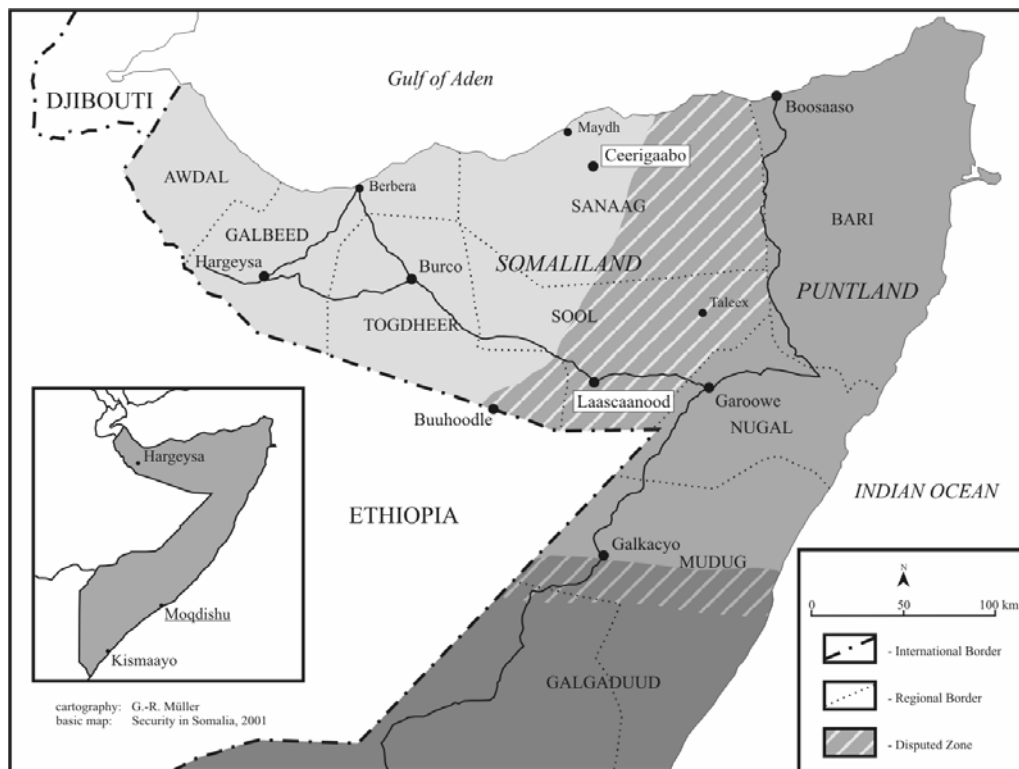 DJIBOUTI
Gulf of Aden
Boosaaso
Maydh
Ceerigaabo
AWDAL
Berbera
SANAAG
BARI
GALBEED
Hargeysa
Burco
SOMALILAND
PUNTLAND
Taleex
SOOL
TOGDHEER
Laascaanood
Garoowe
Buuhoodle
NUGAL
Hargeysa
INDIAN OCEAN
ETHIOPIA
Galkacyo
MUDUG
N
0 50 100 km
Moqdishu
- International Border
Kismaayo
GALGADUUD
- Regional Border
- Disputed Zone
cartography: G.-R. Müller
basic map: Security in Somalia, 2001